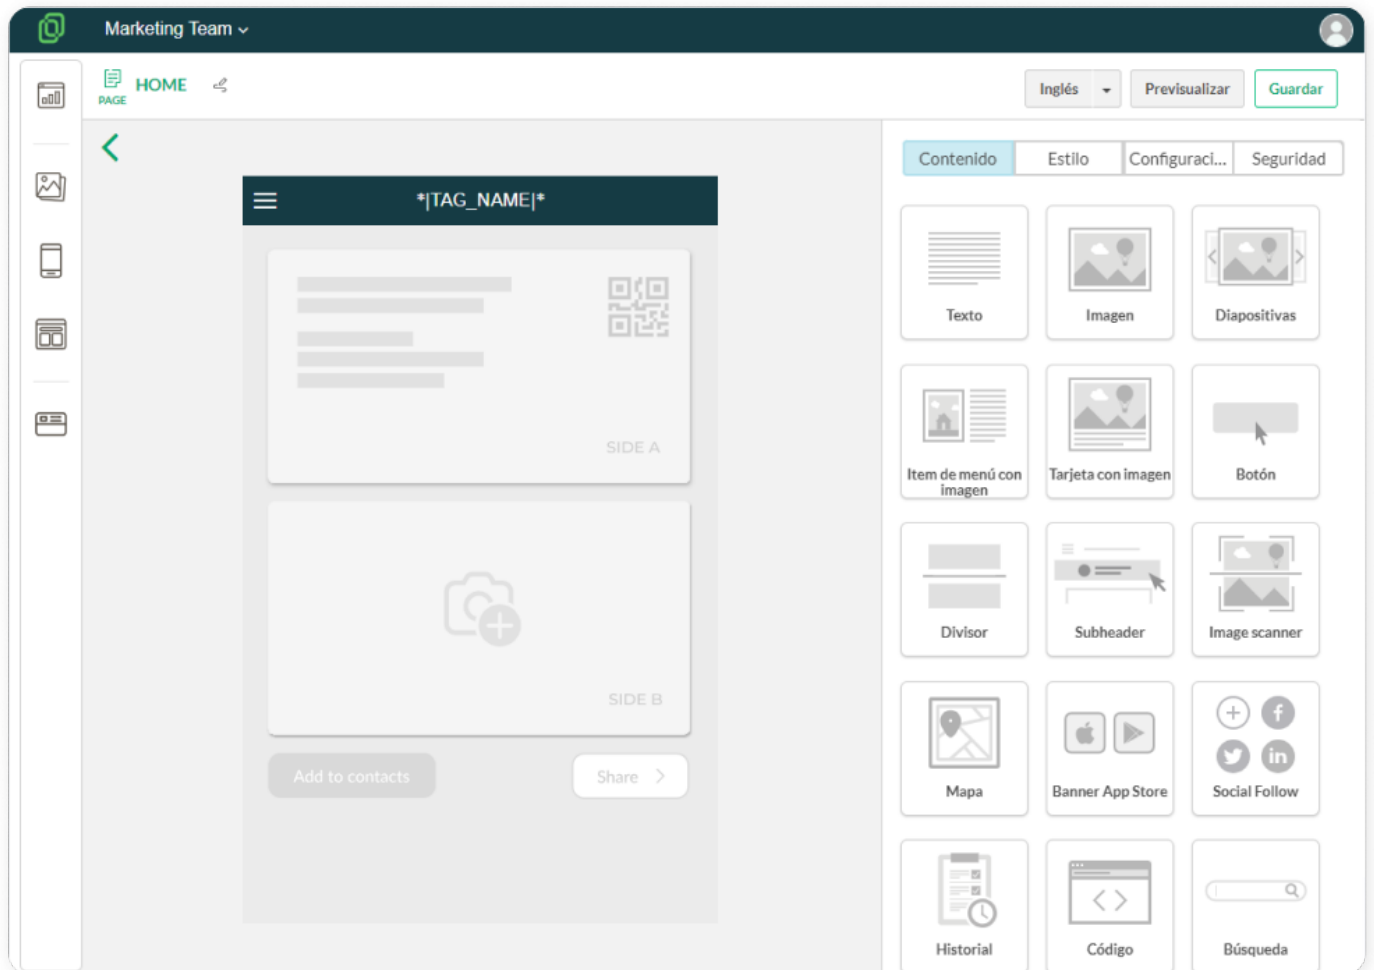 Marketing Team
PAGE
HOME
Inglés
Previsualizar
Guardar
Contenido
Estilo
Configuraci...
Seguridad
*|TAG_NAME|*
SIDE A
SIDE B
Add to contacts
Share
Texto
Imagen
Diapositivas
Item de menú con
imagen
Tarjeta con imagen
Botón
Divisor
Subheader
Image scanner
Mapa
Banner App Store
Social Follow
Historial
Código
Búsqueda